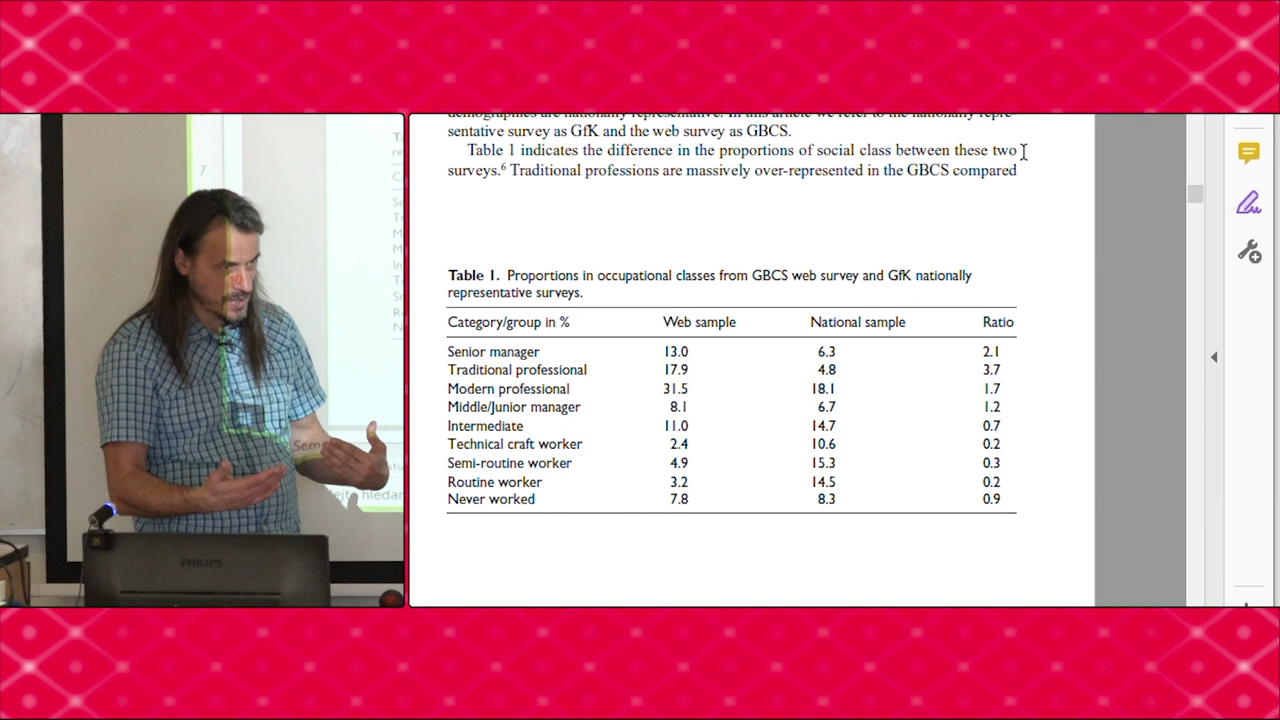 7
Sem
ejte hledan
PHILIPS
sentative survey as GfK and the web survey as GBCS.
Table 1 indicates the difference in the proportions of social class between these two
surveys.⁶ Traditional professions are massively over-represented in the GBCS compared
Table 1. Proportions in occupational classes from GBCS web survey and GfK nationally
representative surveys.
Category/group in % Web sample National sample Ratio
Senior manager 13.0 6.3 2.1
Traditional professional 17.9 4.8 3.7
Modern professional 31.5 18.1 1.7
Middle/Junior manager 8.1 6.7 1.2
Intermediate 11.0 14.7 0.7
Technical craft worker 2.4 10.6 0.2
Semi-routine worker 4.9 15.3 0.3
Routine worker 3.2 14.5 0.2
Never worked 7.8 8.3 0.9